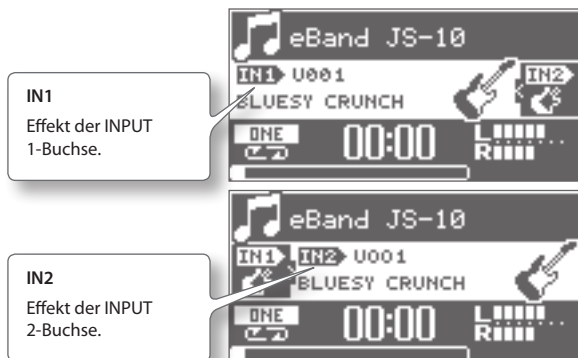 eBand JS-10
IN1 U001 IN2
BLUESY CRUNCH
ONE 00:00 L
R
IN1
Effekt der INPUT
1-Buchse.
eBand JS-10
IN1 IN2 U001
BLUESY CRUNCH
ONE 00:00 L
R
IN2
Effekt der INPUT
2-Buchse.